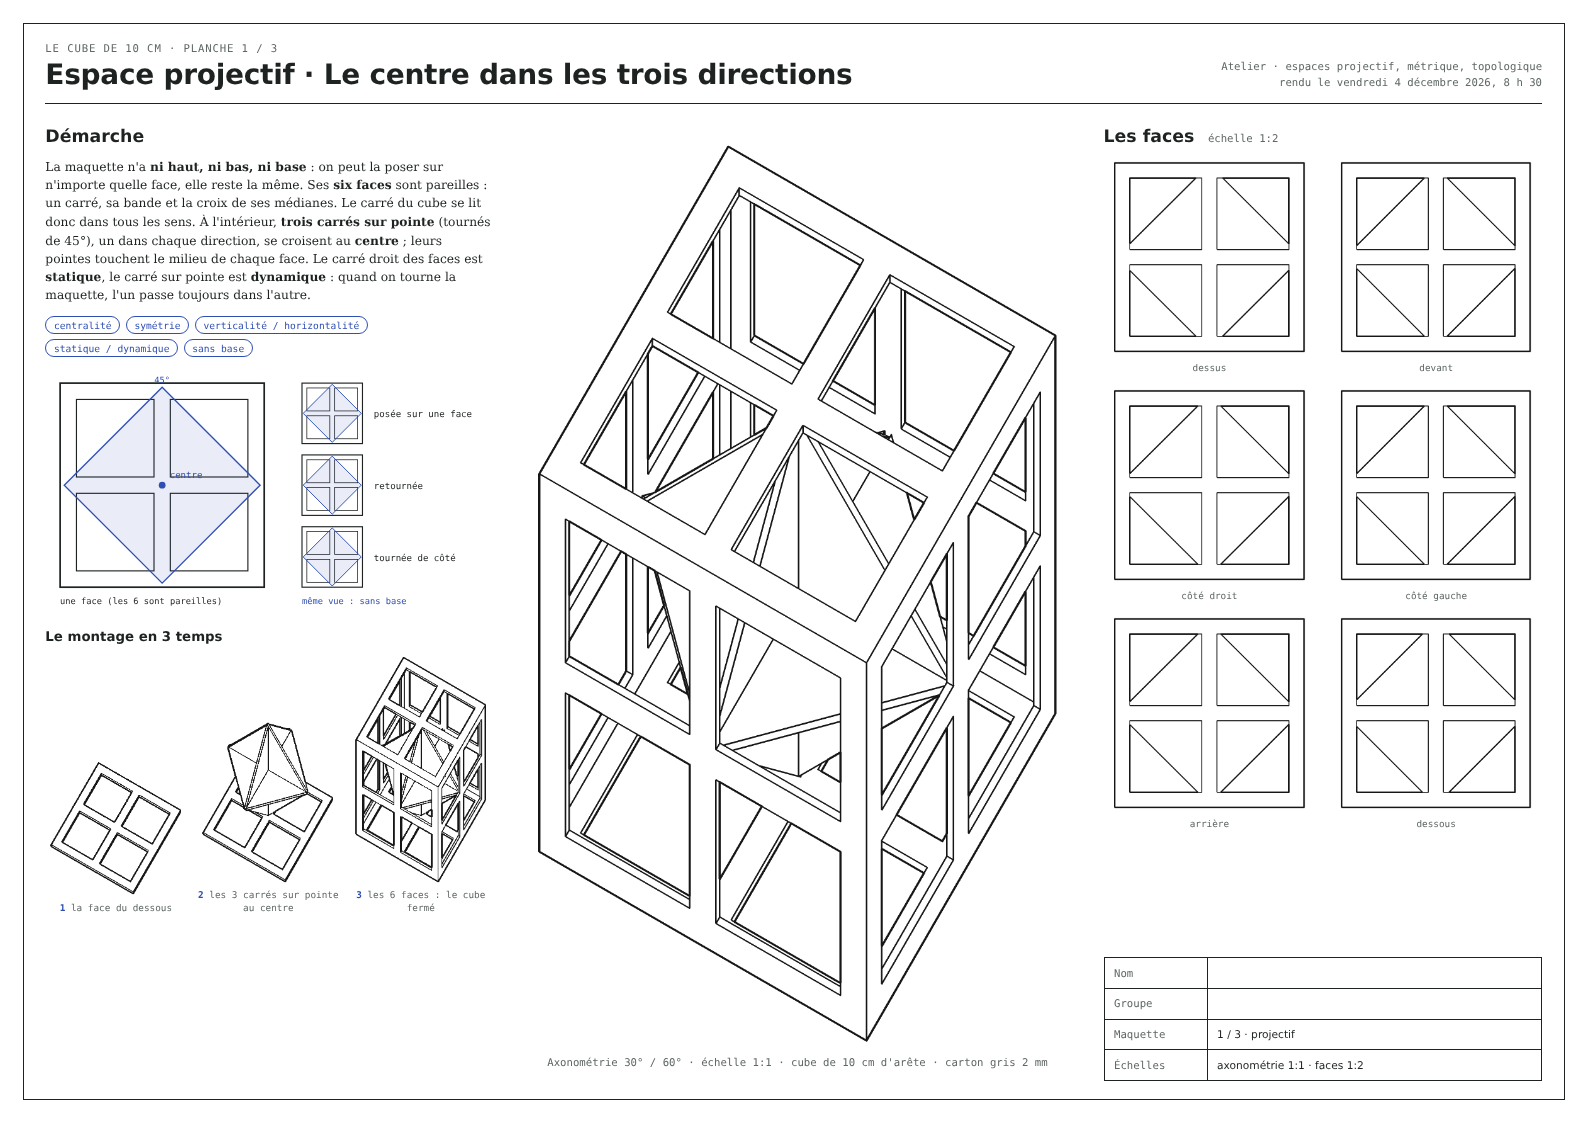 LE CUBE DE 10 CM · PLANCHE 1 / 3
Espace projectif · Le centre dans les trois directions
Atelier · espaces projectif, métrique, topologique
rendu le vendredi 4 décembre 2026, 8 h 30
Démarche
La maquette n'a ni haut, ni bas, ni base : on peut la poser sur
n'importe quelle face, elle reste la même. Ses six faces sont pareilles :
un carré, sa bande et la croix de ses médianes. Le carré du cube se lit
donc dans tous les sens. À l'intérieur, trois carrés sur pointe (tournés
de 45°), un dans chaque direction, se croisent au centre ; leurs
pointes touchent le milieu de chaque face. Le carré droit des faces est
statique, le carré sur pointe est dynamique : quand on tourne la
maquette, l'un passe toujours dans l'autre.
centralité
symétrie
verticalité / horizontalité
statique / dynamique
sans base
45°
centre
une face (les 6 sont pareilles)
posée sur une face
retournée
tournée de côté
même vue : sans base
Le montage en 3 temps
1 la face du dessous
2 les 3 carrés sur pointe
au centre
3 les 6 faces : le cube
fermé
Axonométrie 30° / 60° · échelle 1:1 · cube de 10 cm d'arête · carton gris 2 mm
Les faces échelle 1:2
dessus
devant
côté droit
côté gauche
arrière
dessous
Nom
Groupe
Maquette 1 / 3 · projectif
Échelles axonométrie 1:1 · faces 1:2